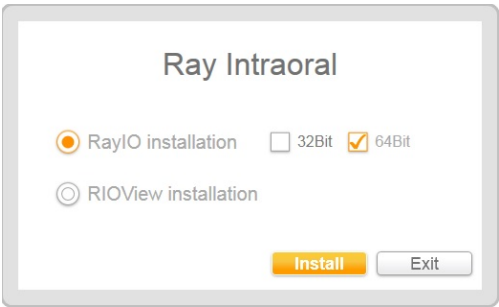 Ray Intraoral
RayIO installation 32Bit 64Bit
RIOView installation
Install Exit